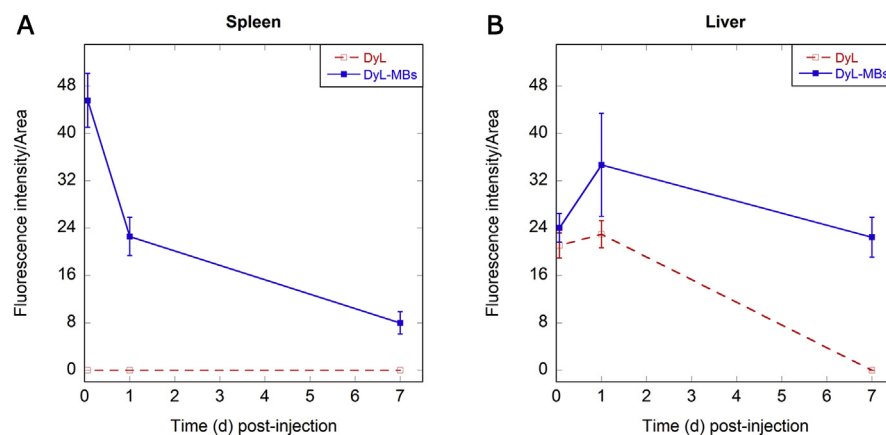 A
Spleen
DyL
DyL-MBs
48
40
32
24
16
8
0
Fluorescence intensity/Area
0 1 2 3 4 5 6 7
Time (d) post-injection
B
Liver
DyL
DyL-MBs
48
40
32
24
16
8
0
Fluorescence intensity/Area
0 1 2 3 4 5 6 7
Time (d) post-injection